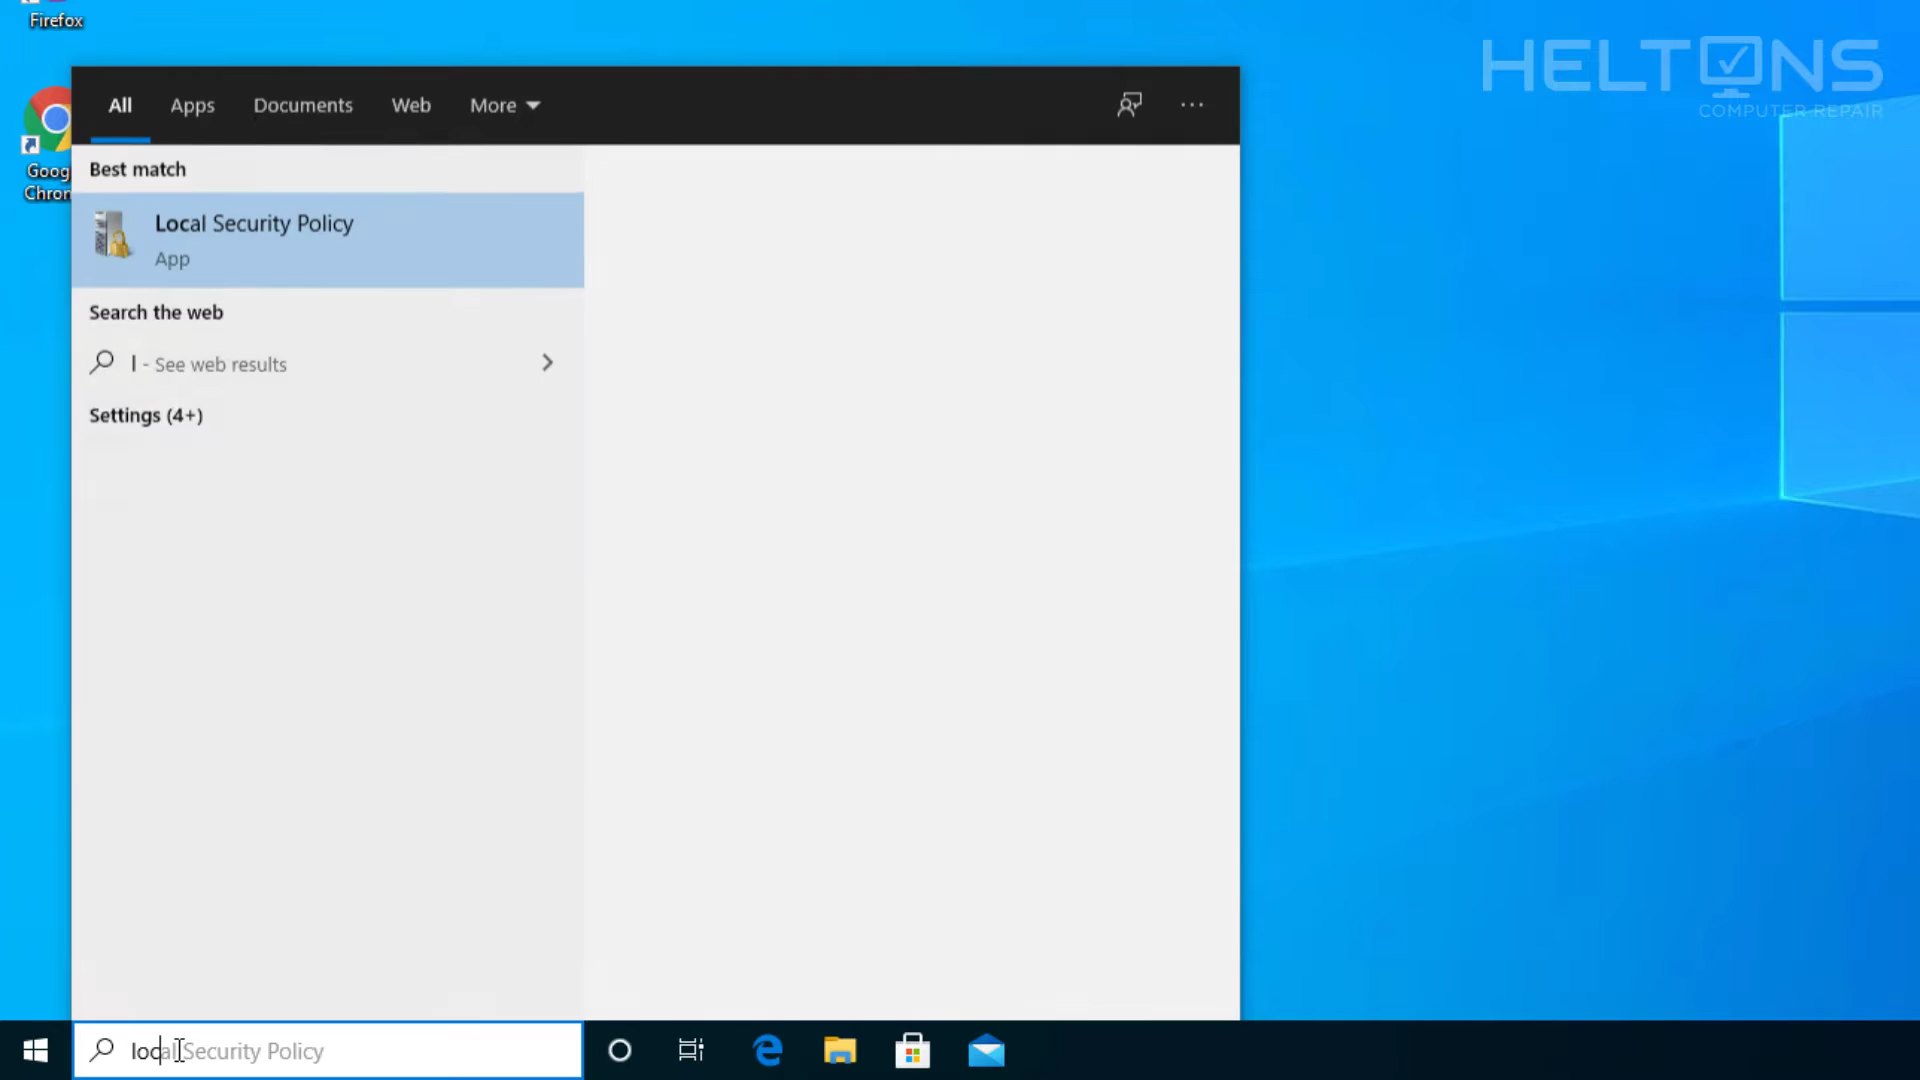 Firefox
HELTONS
COMPUTER REPAIR
All Apps Documents Web More
Goog
Chron
Best match
Local Security Policy
App
Search the web
l - See web results
Settings (4+)
local Security Policy